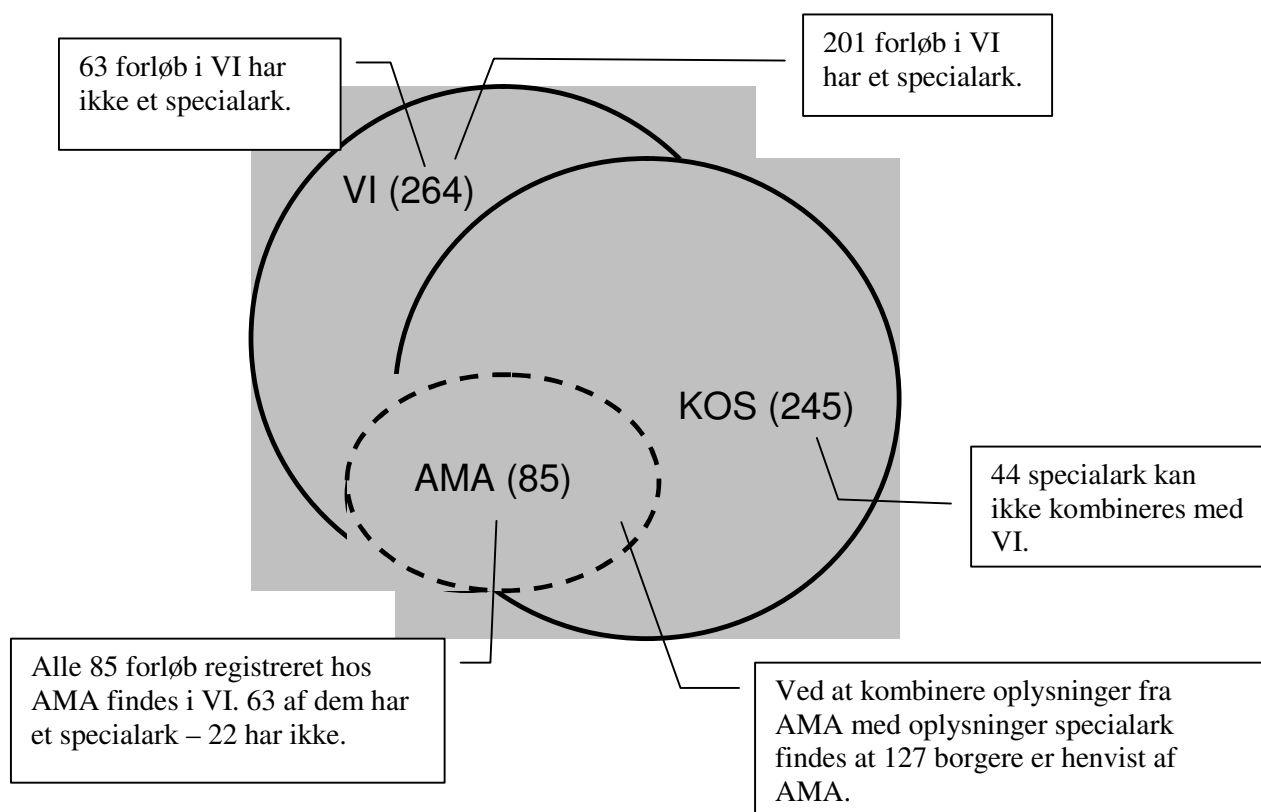 63 forløb i VI har
ikke et specialark.
201 forløb i VI
har et specialark.
VI (264)
KOS (245)
AMA (85)
44 specialark kan
ikke kombineres med
VI.
Alle 85 forløb registreret hos
AMA findes i VI. 63 af dem har
et specialark – 22 har ikke.
Ved at kombinere oplysninger fra
AMA med oplysninger specialark
findes at 127 borgere er henvist af
AMA.